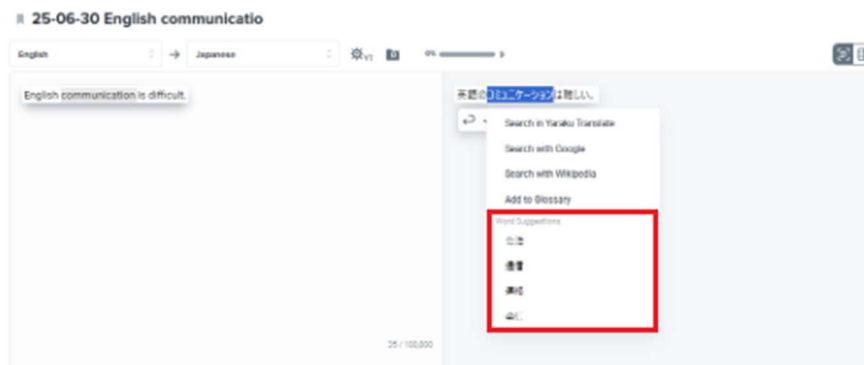 25-06-30 English communicatio
English → Japanese 0%
English communication is difficult.
英語のコミュニケーションは難しい。
Search in Yaraku Translate
Search with Google
Search with Wikipedia
Add to Glossary
Word Suggestions
35 / 100,000